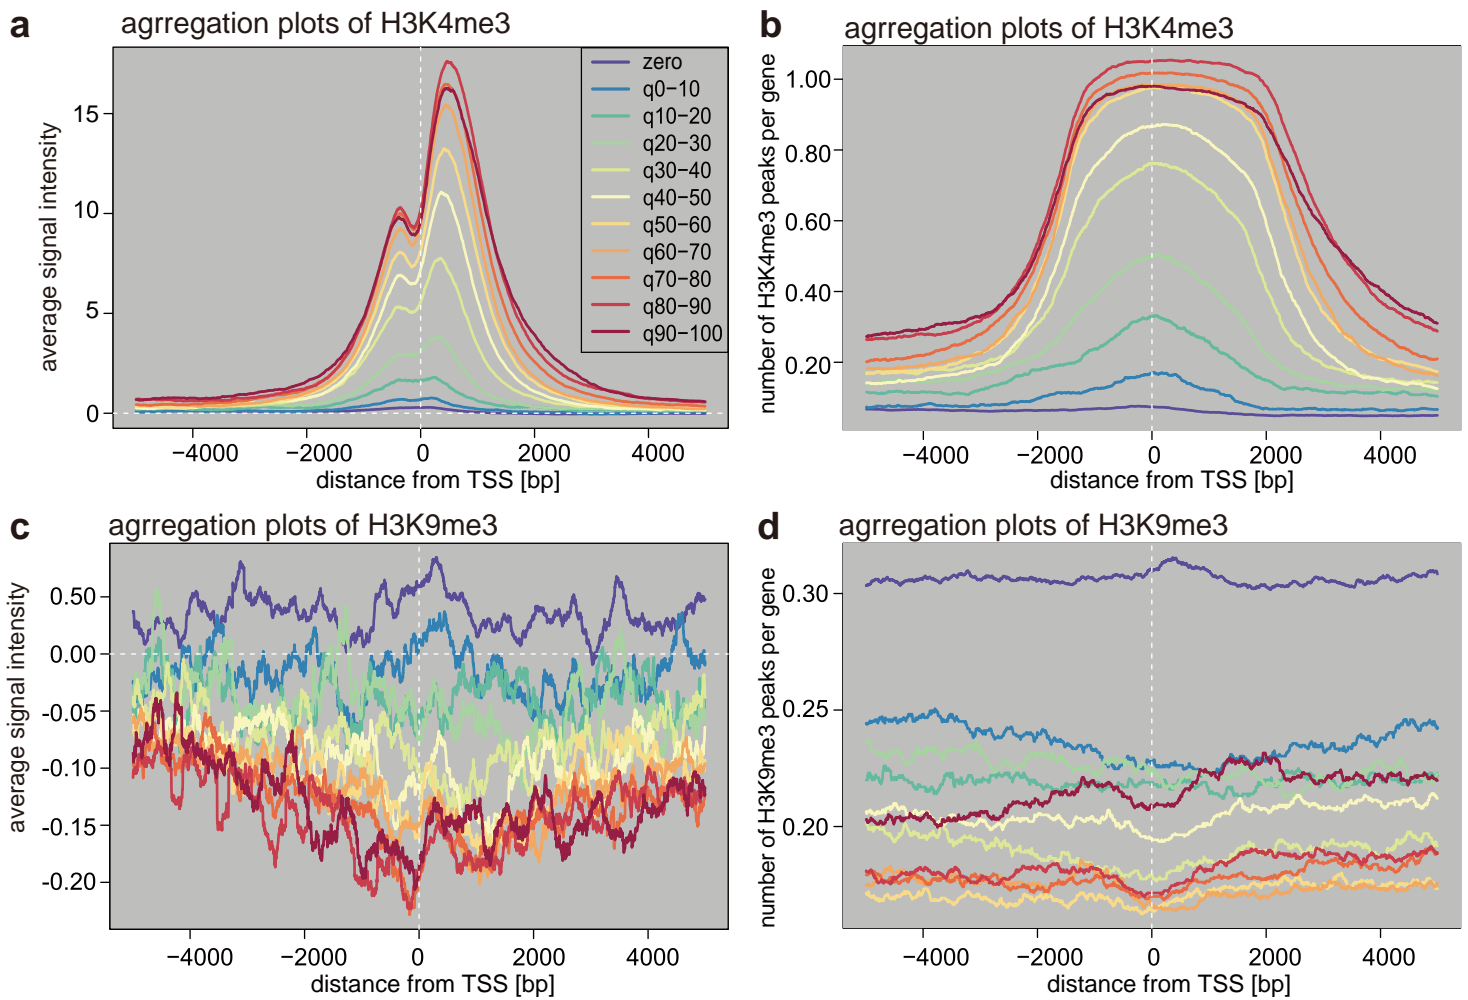 a agrregation plots of H3K4me3
average signal intensity
15
10
5
0
zero
q0−10
q10−20
q20−30
q30−40
q40−50
q50−60
q60−70
q70−80
q80−90
q90−100
−4000 −2000 0 2000 4000
distance from TSS [bp]
b agrregation plots of H3K4me3
number of H3K4me3 peaks per gene
1.00
0.80
0.60
0.40
0.20
−4000 −2000 0 2000 4000
distance from TSS [bp]
c agrregation plots of H3K9me3
average signal intensity
0.50
0.00
-0.05
-0.10
-0.15
-0.20
−4000 −2000 0 2000 4000
distance from TSS [bp]
d agrregation plots of H3K9me3
number of H3K9me3 peaks per gene
0.30
0.25
0.20
−4000 −2000 0 2000 4000
distance from TSS [bp]